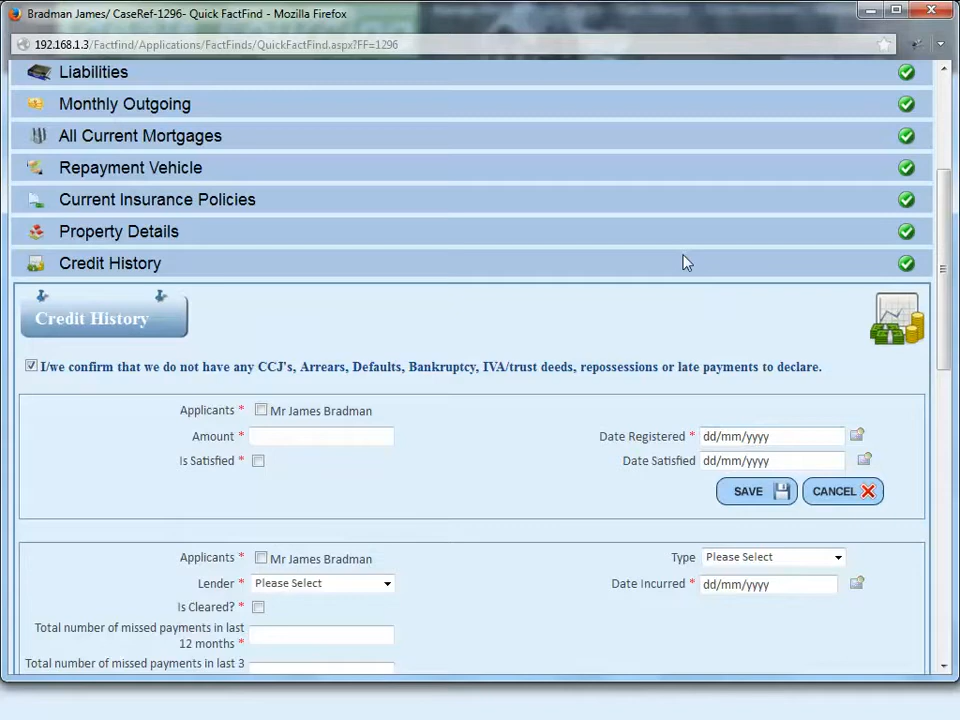 Bradman James/ CaseRef-1296- Quick FactFind - Mozilla Firefox
192.168.1.3/Factfind/Applications/FactFinds/QuickFactFind.aspx?FF=1296
Liabilities
Monthly Outgoing
All Current Mortgages
Repayment Vehicle
Current Insurance Policies
Property Details
Credit History
Credit History
I/we confirm that we do not have any CCJ's, Arrears, Defaults, Bankruptcy, IVA/trust deeds, repossessions or late payments to declare.
Applicants * Mr James Bradman
Amount * Date Registered * dd/mm/yyyy
Is Satisfied * Date Satisfied dd/mm/yyyy
SAVE CANCEL
Applicants * Mr James Bradman Type Please Select
Lender * Please Select Date Incurred * dd/mm/yyyy
Is Cleared? *
Total number of missed payments in last
12 months *
Total number of missed payments in last 3